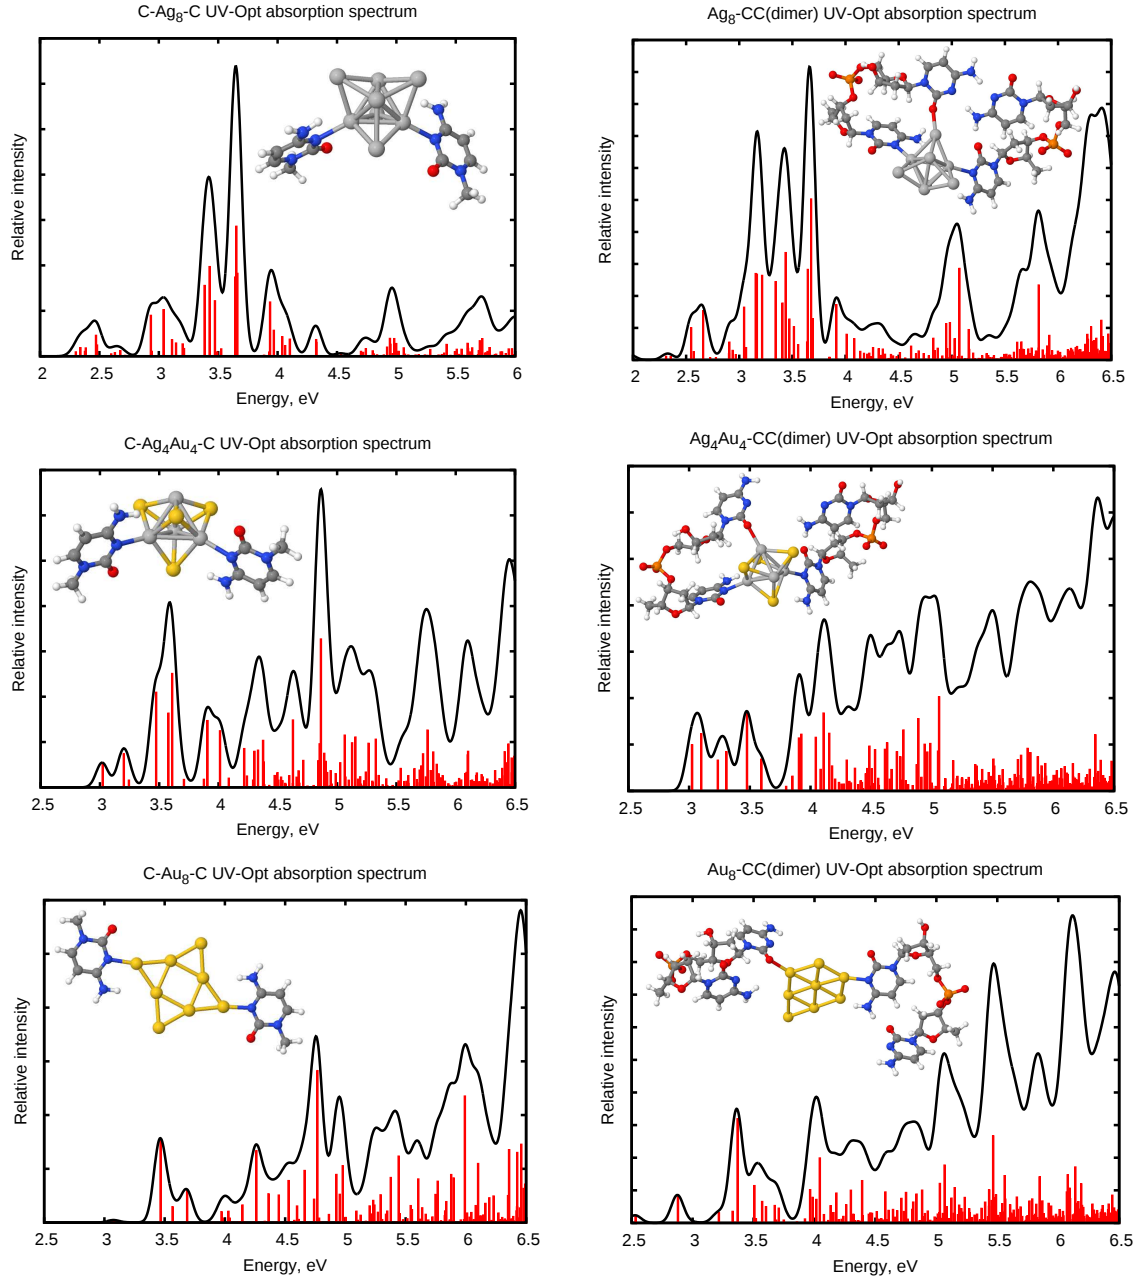 C-Ag₈-C UV-Opt absorption spectrum
Relative intensity
2 2.5 3 3.5 4 4.5 5 5.5 6
Energy, eV
Ag₈-CC(dimer) UV-Opt absorption spectrum
Relative intensity
2 2.5 3 3.5 4 4.5 5 5.5 6 6.5
Energy, eV
C-Ag₄Au₄-C UV-Opt absorption spectrum
Relative intensity
2.5 3 3.5 4 4.5 5 5.5 6 6.5
Energy, eV
Ag₄Au₄-CC(dimer) UV-Opt absorption spectrum
Relative intensity
2.5 3 3.5 4 4.5 5 5.5 6 6.5
Energy, eV
C-Au₈-C UV-Opt absorption spectrum
Relative intensity
2.5 3 3.5 4 4.5 5 5.5 6 6.5
Energy, eV
Au₈-CC(dimer) UV-Opt absorption spectrum
Relative intensity
2.5 3 3.5 4 4.5 5 5.5 6 6.5
Energy, eV